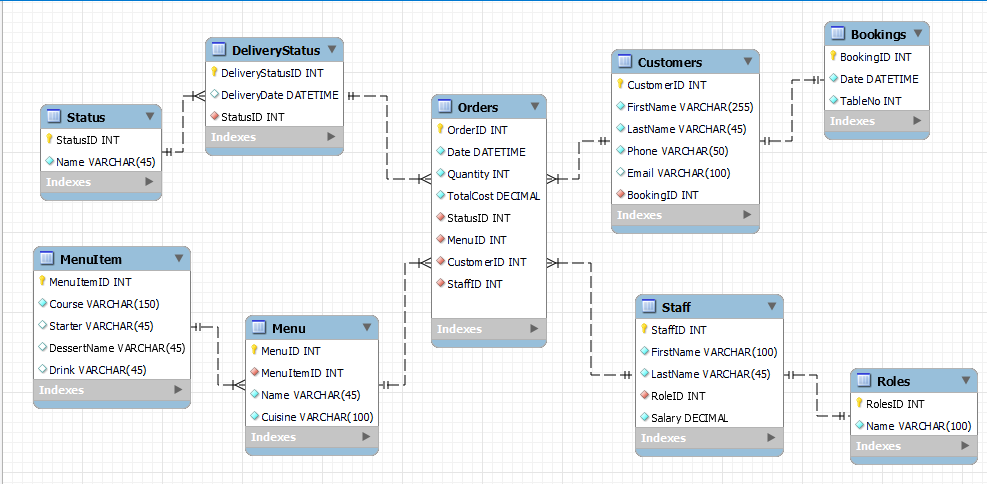 Status
StatusID INT
Name VARCHAR(45)
Indexes
DeliveryStatus
DeliveryStatusID INT
DeliveryDate DATETIME
StatusID INT
Indexes
Orders
OrderID INT
Date DATETIME
Quantity INT
TotalCost DECIMAL
StatusID INT
MenuID INT
CustomerID INT
StaffID INT
Indexes
Customers
CustomerID INT
FirstName VARCHAR(255)
LastName VARCHAR(45)
Phone VARCHAR(50)
Email VARCHAR(100)
BookingID INT
Indexes
Bookings
BookingID INT
Date DATETIME
TableNo INT
Indexes
MenuItem
MenuItemID INT
Course VARCHAR(150)
Starter VARCHAR(45)
DessertName VARCHAR(45)
Drink VARCHAR(45)
Indexes
Menu
MenuID INT
MenuItemID INT
Name VARCHAR(45)
Cuisine VARCHAR(100)
Indexes
Staff
StaffID INT
FirstName VARCHAR(100)
LastName VARCHAR(45)
RoleID INT
Salary DECIMAL
Indexes
Roles
RolesID INT
Name VARCHAR(100)
Indexes